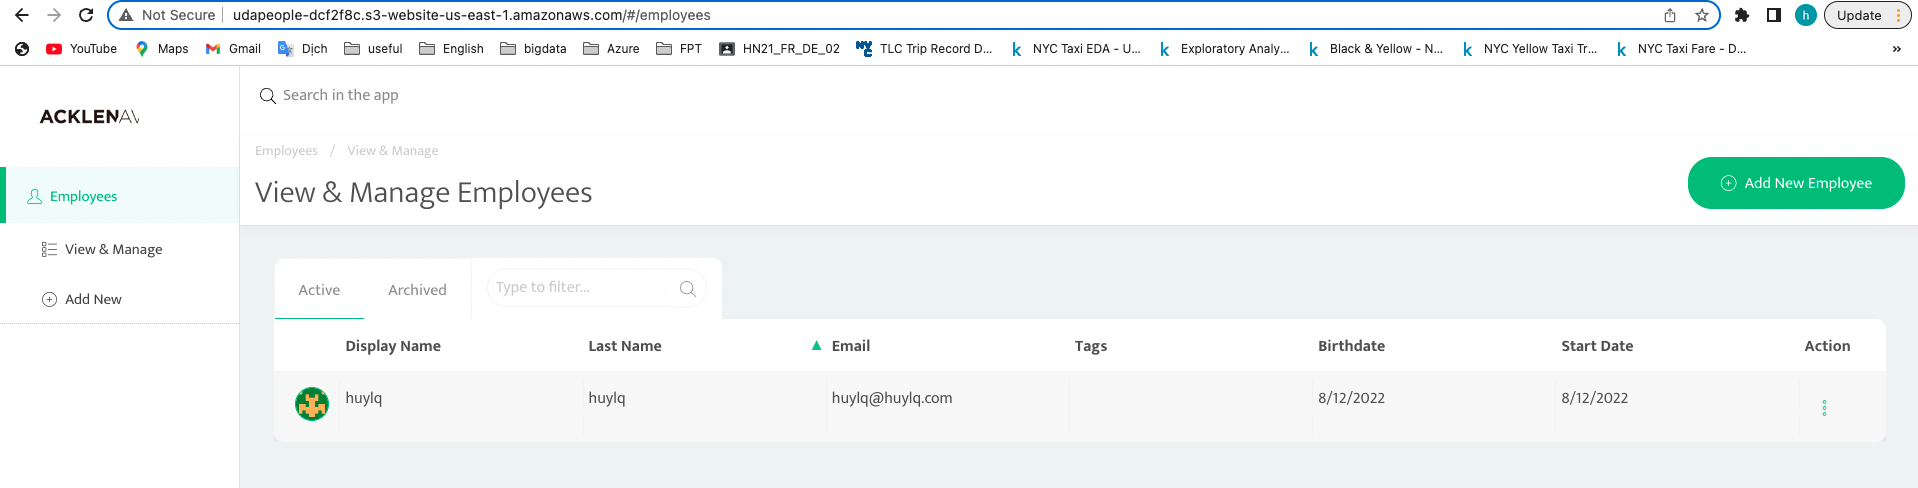 Not Secure udapeople-dcf2f8c.s3-website-us-east-1.amazonaws.com/#/employees h Update
YouTube Maps Gmail Dịch useful English bigdata Azure FPT HN21_FR_DE_02 TLC Trip Record D... NYC Taxi EDA - U... Exploratory Analy... Black & Yellow - N... NYC Yellow Taxi Tr... NYC Taxi Fare - D... »
Search in the app
ACKLENAV
Employees / View & Manage
View & Manage Employees
Add New Employee
Employees
View & Manage
Add New
Active Archived Type to filter...
Display Name Last Name Email Tags Birthdate Start Date Action
huylq huylq huylq@huylq.com 8/12/2022 8/12/2022